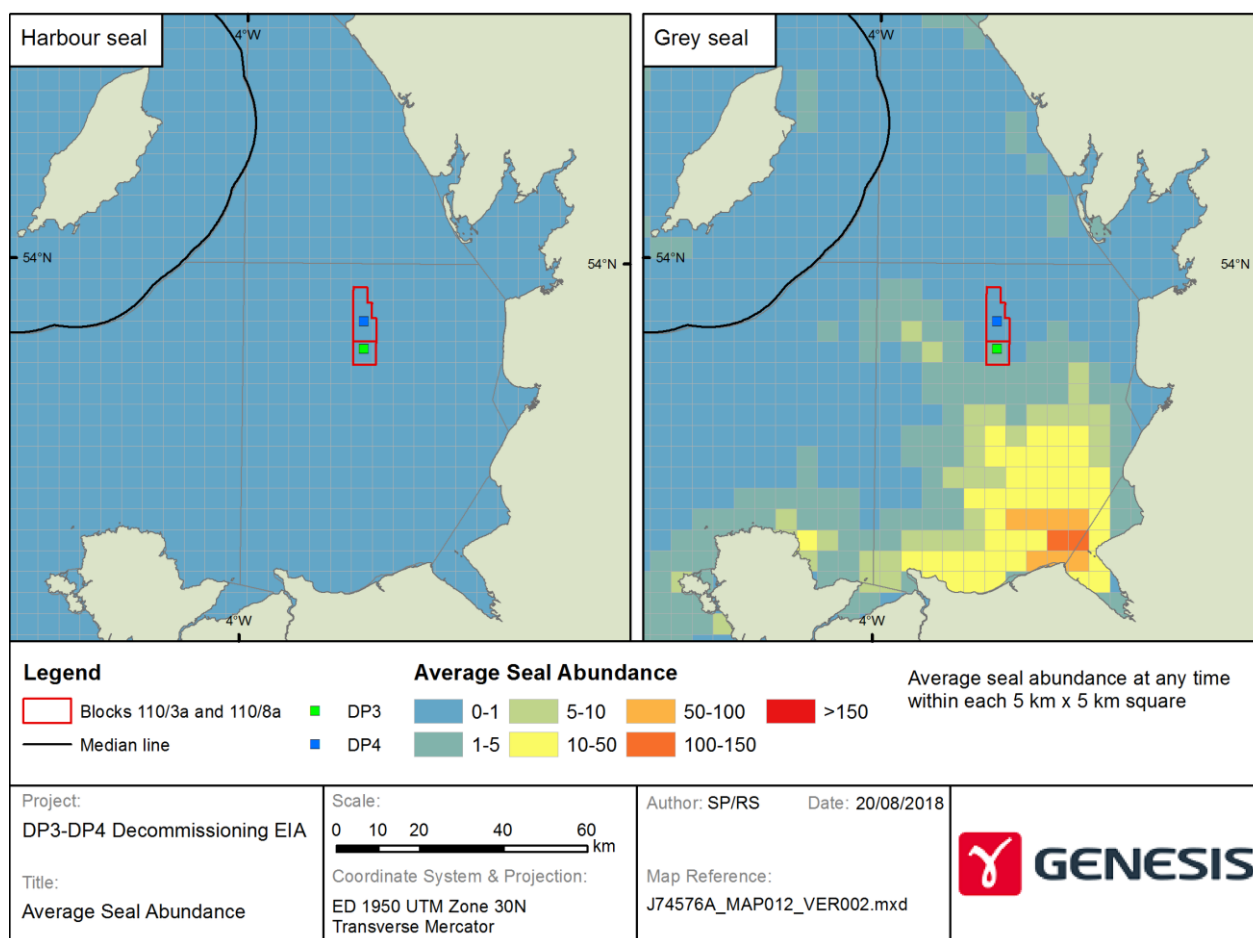 Harbour seal
4°W
54°N
54°N
4°W
Grey seal
4°W
54°N
4°W
Legend
Blocks 110/3a and 110/8a
DP3
Median line
DP4
Average Seal Abundance
0-1
5-10
50-100
>150
1-5
10-50
100-150
Average seal abundance at any time
within each 5 km x 5 km square
Project:
DP3-DP4 Decommissioning EIA
Title:
Average Seal Abundance
Scale:
0 10 20 40 60
km
Coordinate System & Projection:
ED 1950 UTM Zone 30N
Transverse Mercator
Author: SP/RS Date: 20/08/2018
Map Reference:
J74576A_MAP012_VER002.mxd
GENESIS